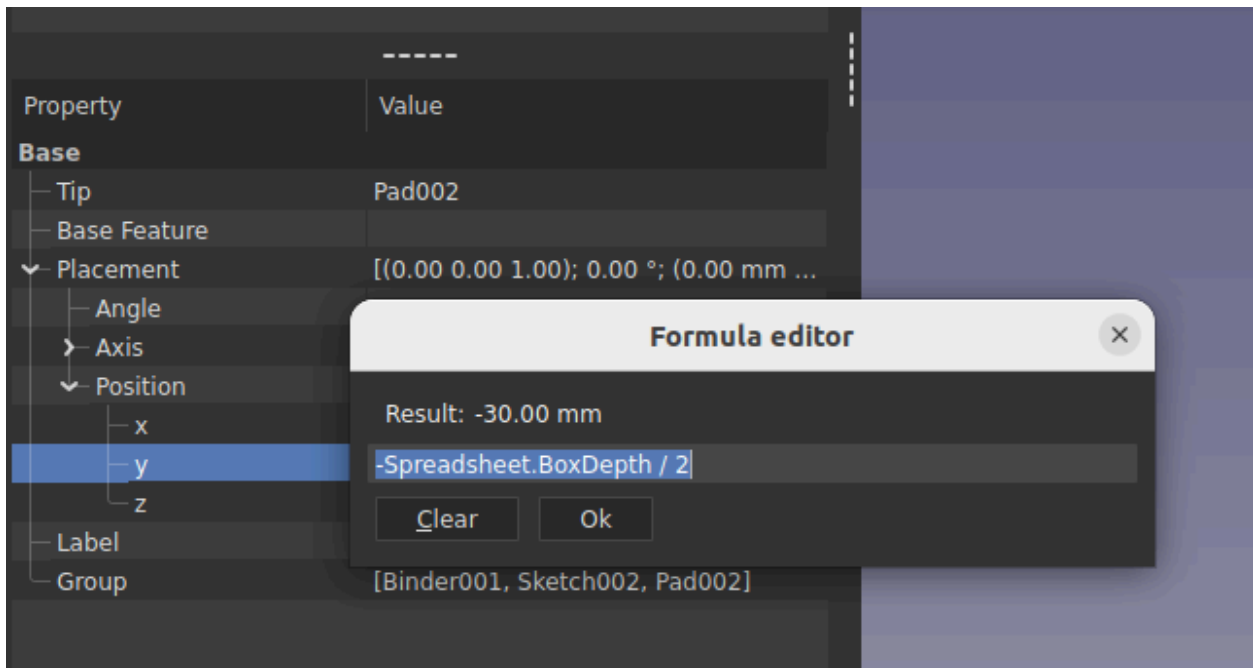 Property Value
Base
Tip Pad002
Base Feature
Placement [(0.00 0.00 1.00); 0.00 °; (0.00 mm ...
Angle
Formula editor
Axis
Position
Result: -30.00 mm
x
y
-Spreadsheet.BoxDepth / 2
z
Clear Ok
Label
Group [Binder001, Sketch002, Pad002]